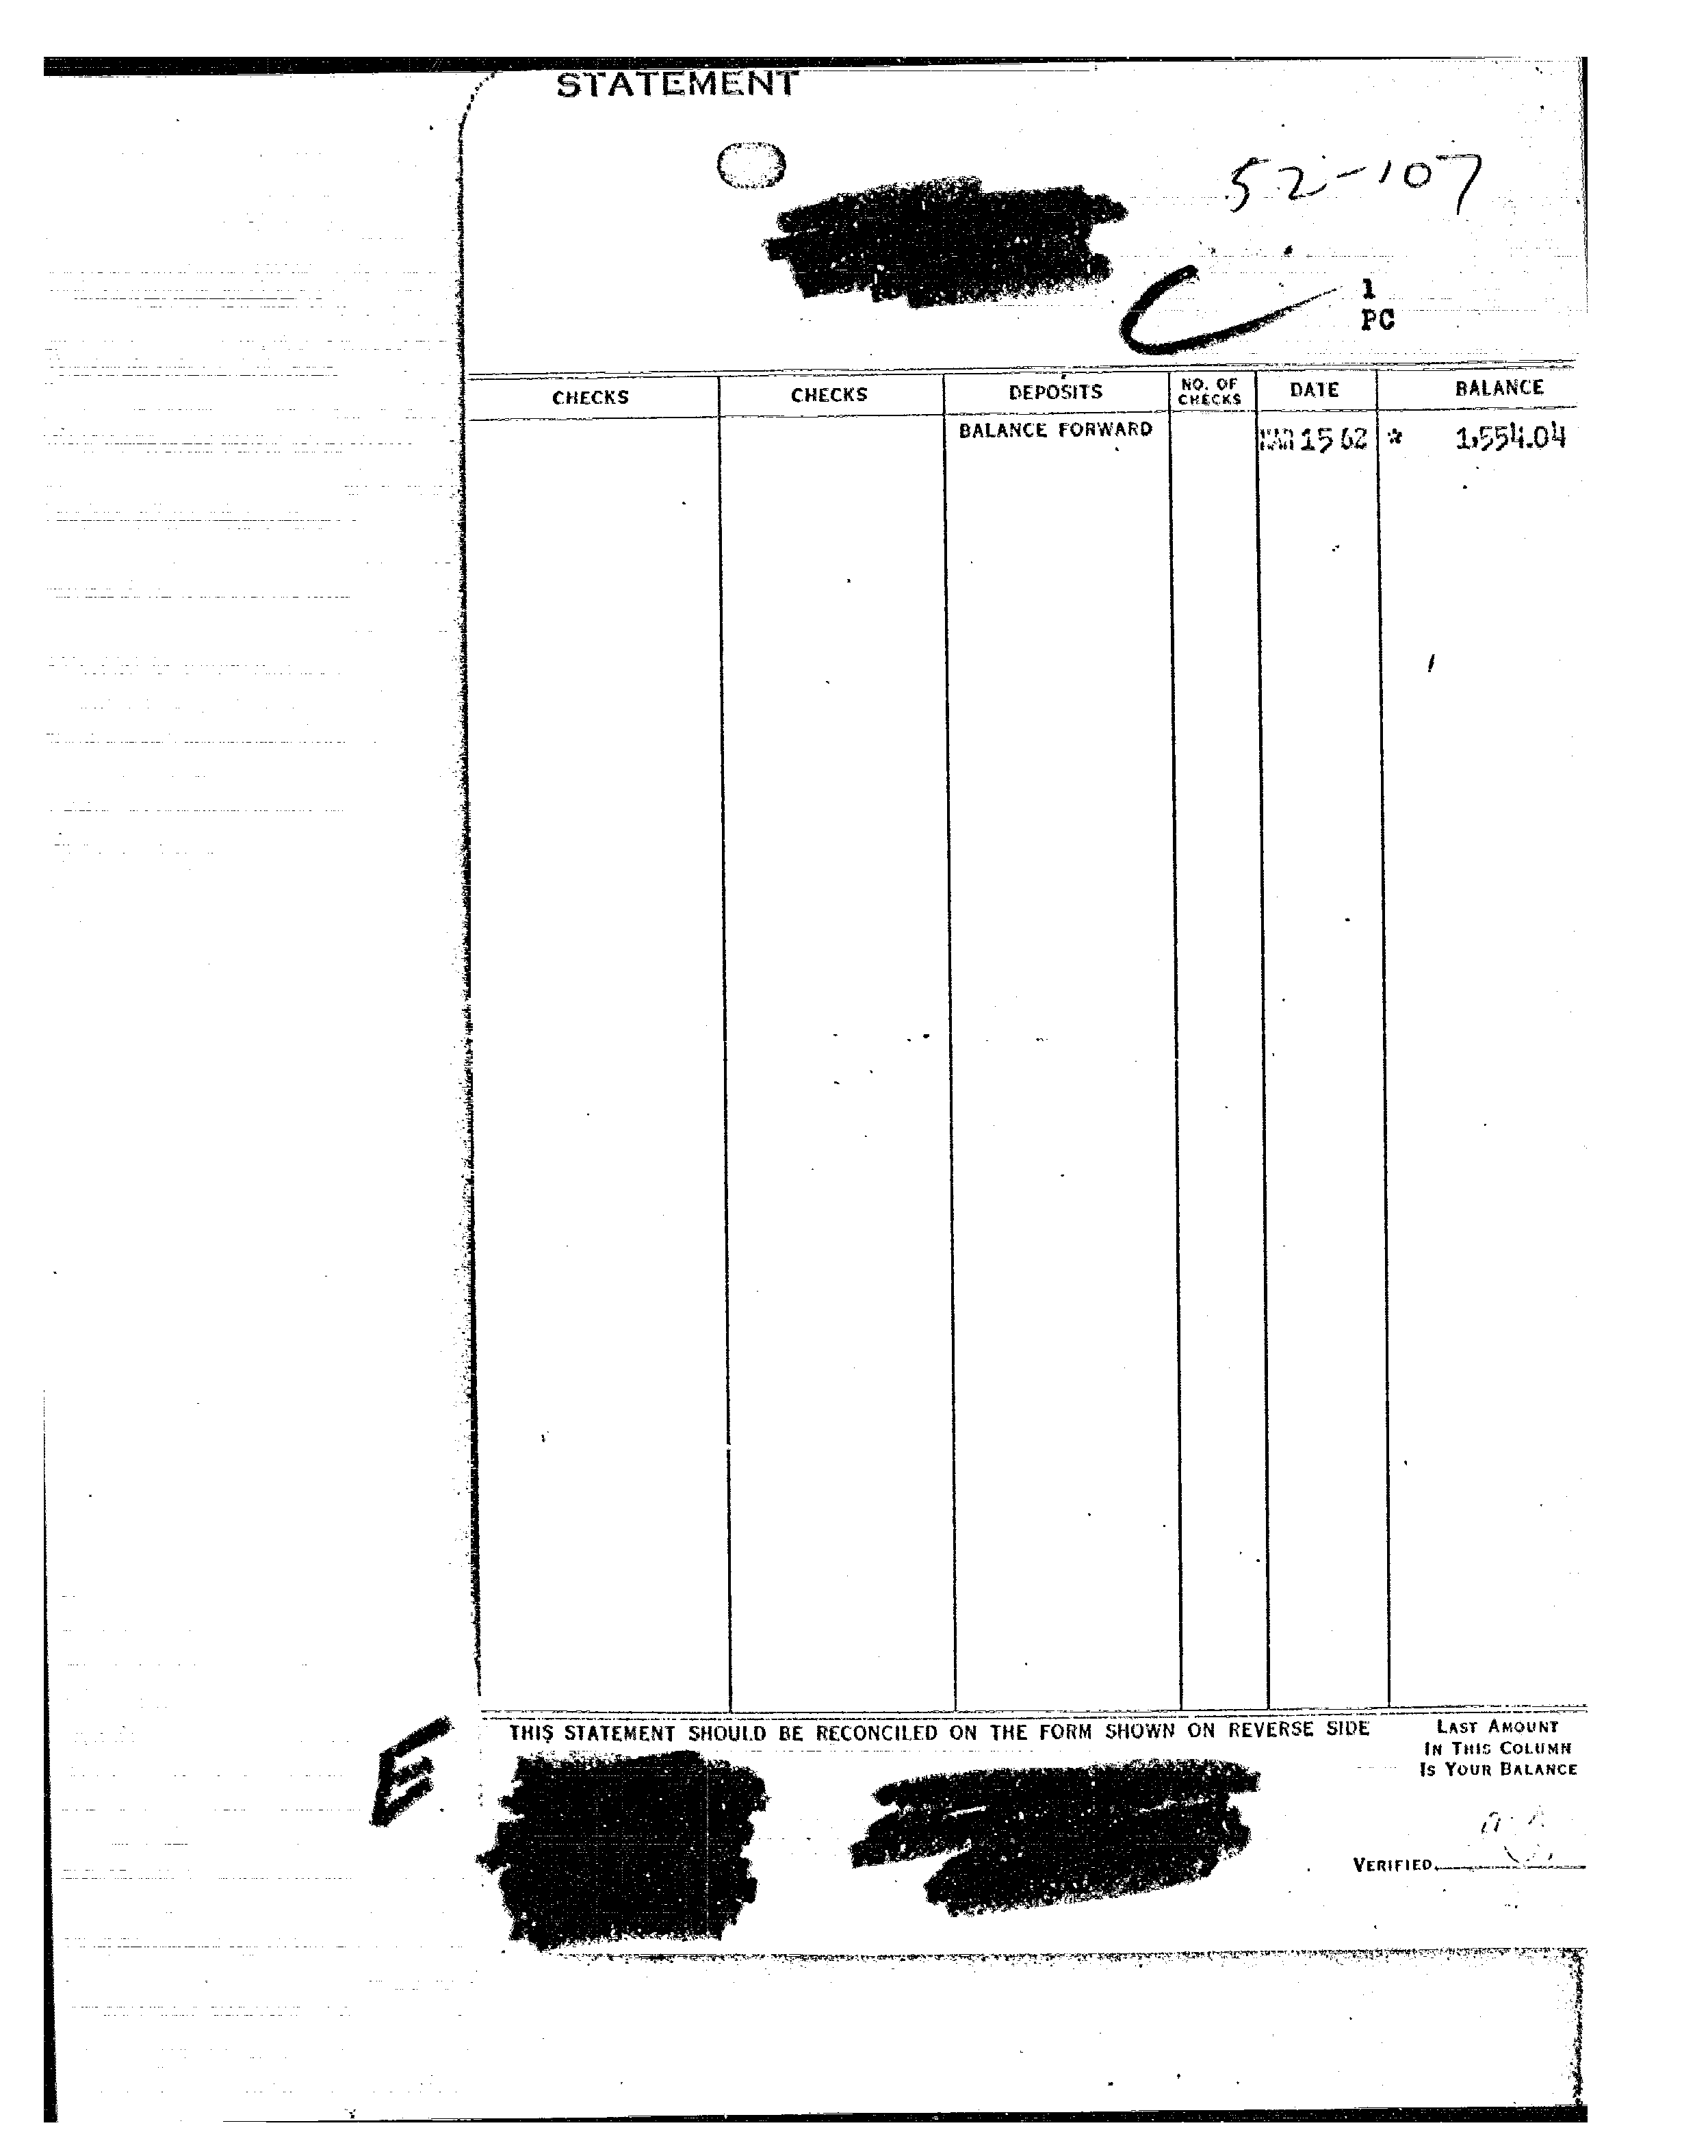 STATEMENT
52-107
1
PC
CHECKS CHECKS DEPOSITS NO. OF CHECKS DATE BALANCE
BALANCE FORWARD MAR 15 62 * 1,554.04
THIS STATEMENT SHOULD BE RECONCILED ON THE FORM SHOWN ON REVERSE SIDE
LAST AMOUNT
IN THIS COLUMN
IS YOUR BALANCE
E
VERIFIED